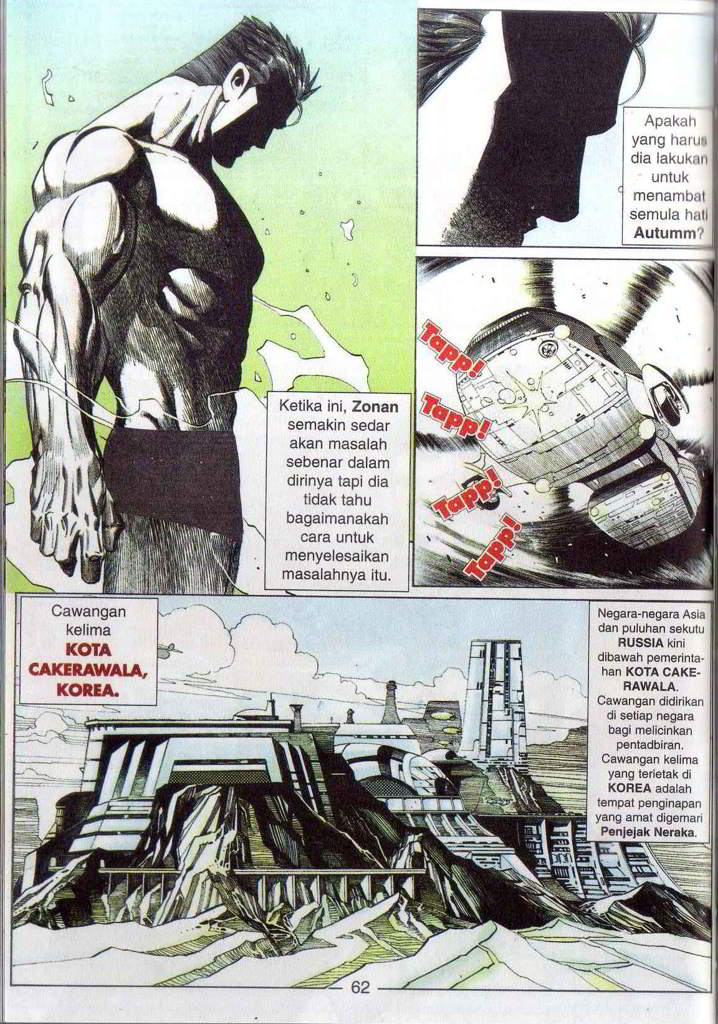 Apakah
yang harus
dia lakukan
untuk
menambat
semula hati
Autumm?
Ketika ini, Zonan
semakin sedar
akan masalah
sebenar dalam
dirinya tapi dia
tidak tahu
bagaimanakah
cara untuk
menyelesaikan
masalahnya itu.
Tapp!
Tapp!
Tapp!
Tapp!
Cawangan
kelima
KOTA
CAKERAWALA,
KOREA.
Negara-negara Asia
dan puluhan sekutu
RUSSIA kini
dibawah pemerinta-
han KOTA CAKE-
RAWALA.
Cawangan didirikan
di setiap negara
bagi melicinkan
pentadbiran.
Cawangan kelima
yang terietak di
KOREA adalah
tempat penginapan
yang amat digemari
Penjejak Neraka.
62